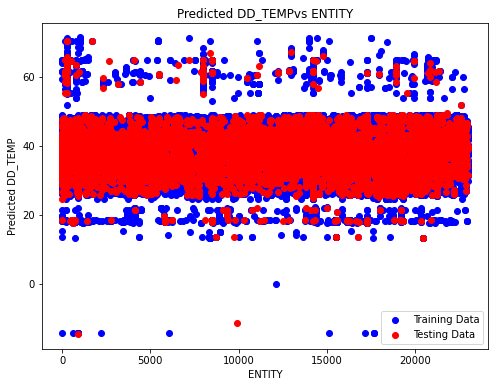 Predicted DD_TEMPvs ENTITY
Predicted DD_TEMP
60
40
20
0
0
5000
10000
15000
20000
ENTITY
Training Data
Testing Data